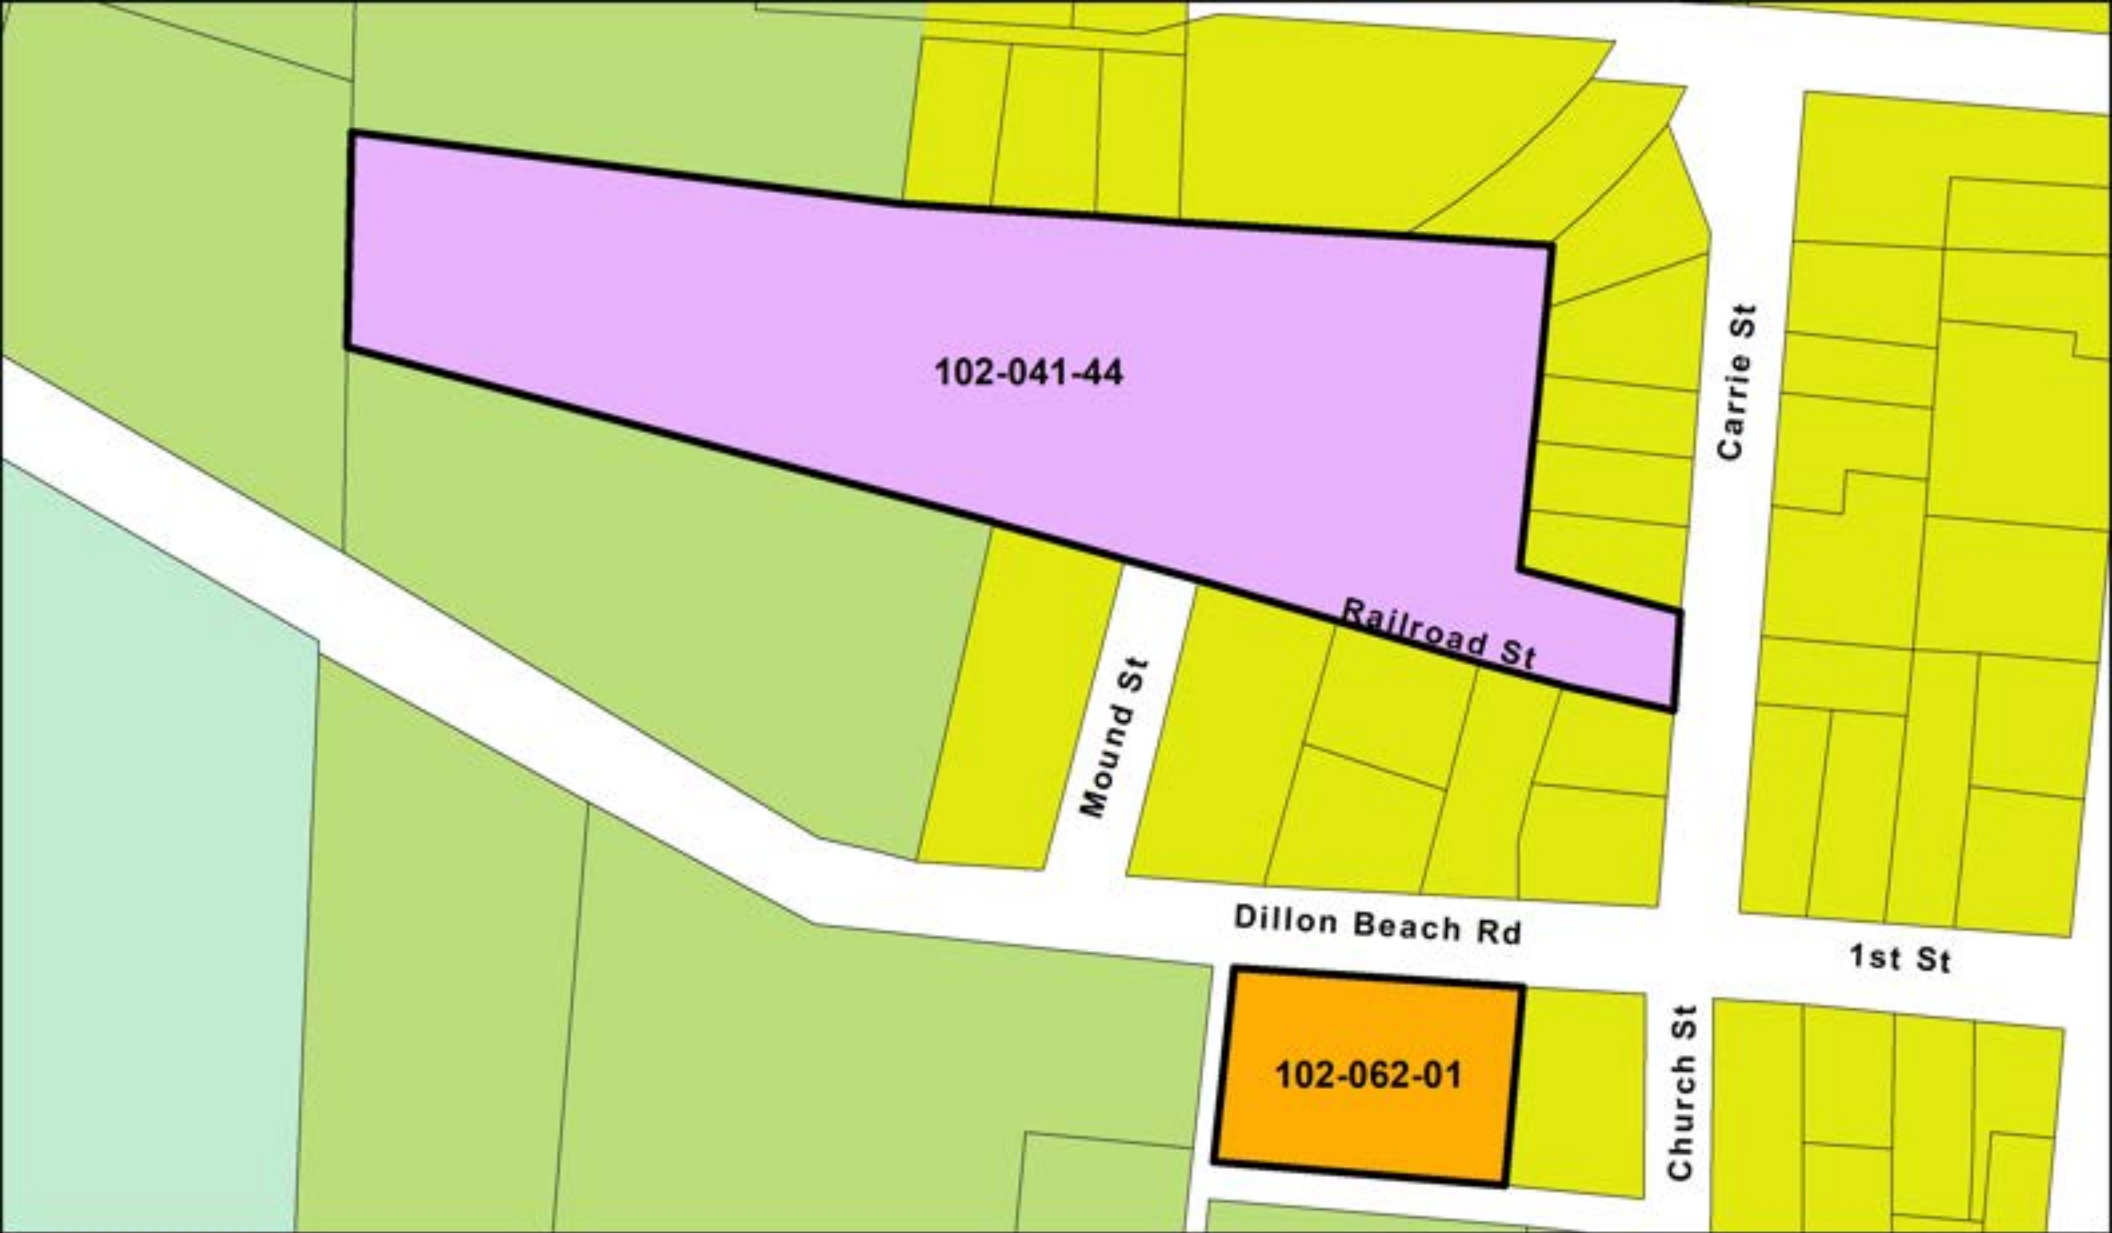 102-041-44
Carrie St
Railroad St
Mound St
Dillon Beach Rd
1st St
102-062-01
Church St